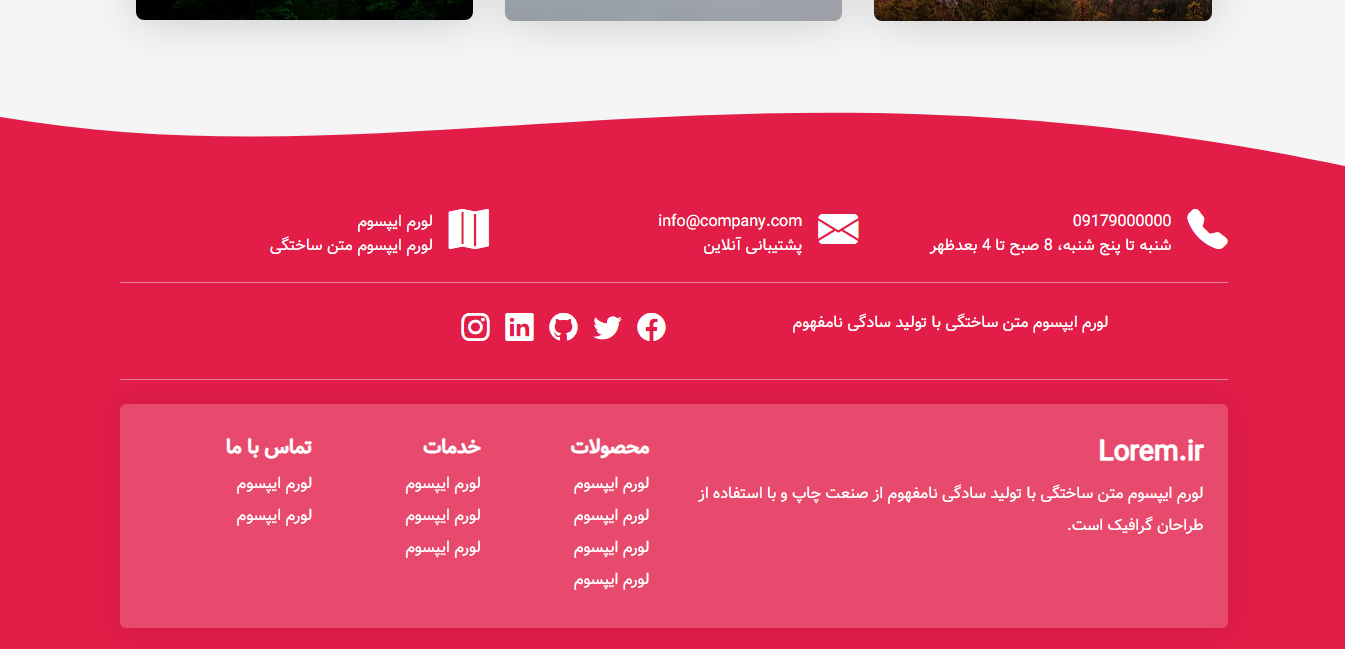 09179000000
شنبه تا پنج شنبه، 8 صبح تا 4 بعدظهر
info@company.com
پشتیبانی آنلاین
لورم ایپسوم
لورم ایپسوم متن ساختگی
لورم ایپسوم متن ساختگی با تولید سادگی نامفهوم
Lorem.ir
لورم ایپسوم متن ساختگی با تولید سادگی نامفهوم از صنعت چاپ و با استفاده از
طراحان گرافیک است.
محصولات
لورم ایپسوم
لورم ایپسوم
لورم ایپسوم
لورم ایپسوم
خدمات
لورم ایپسوم
لورم ایپسوم
لورم ایپسوم
تماس با ما
لورم ایپسوم
لورم ایپسوم